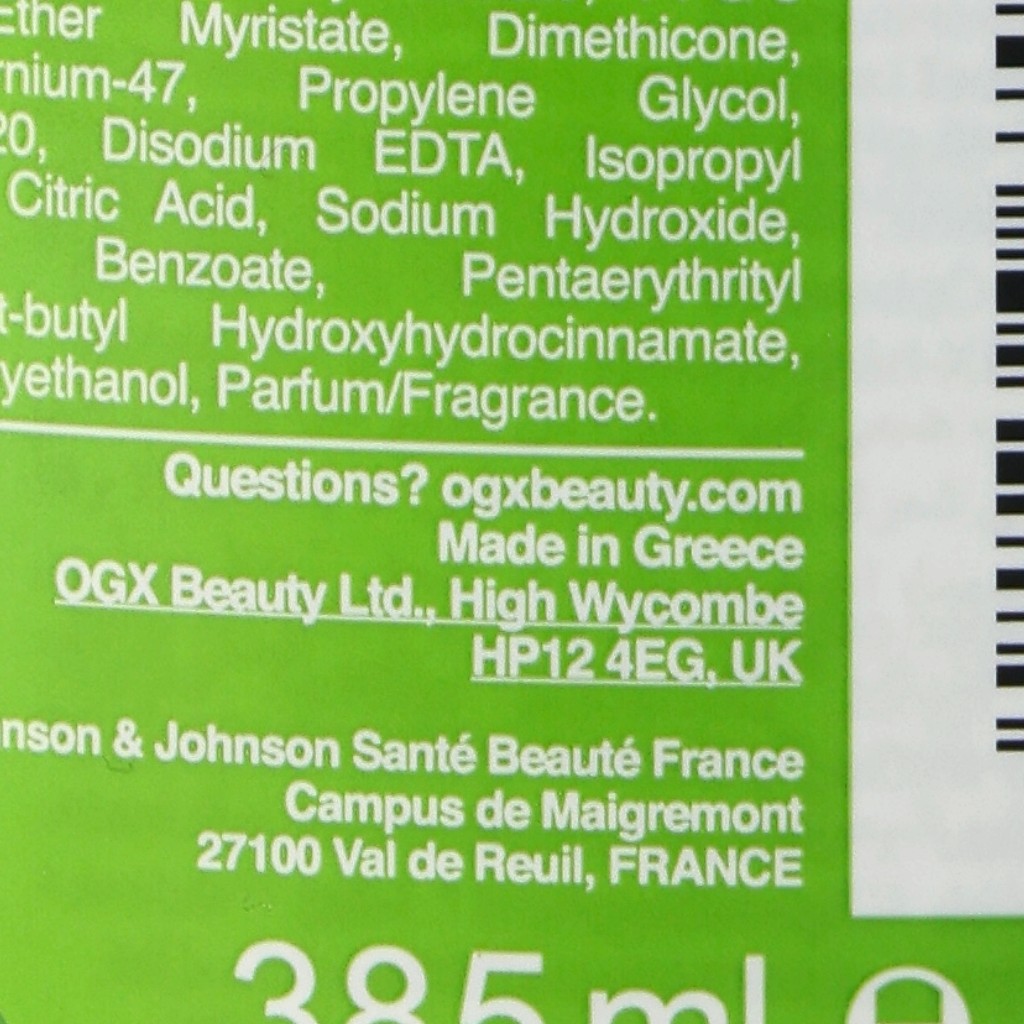 Ether Myristate, Dimethicone,
rnium-47, Propylene Glycol,
20, Disodium EDTA, Isopropyl
Citric Acid, Sodium Hydroxide,
Benzoate, Pentaerythrityl
t-butyl Hydroxyhydrocinnamate,
yethanol, Parfum/Fragrance.
Questions? ogxbeauty.com
Made in Greece
OGX Beauty Ltd., High Wycombe
HP12 4EG, UK
nson & Johnson Santé Beauté France
Campus de Maigremont
27100 Val de Reuil, FRANCE
385 ml e